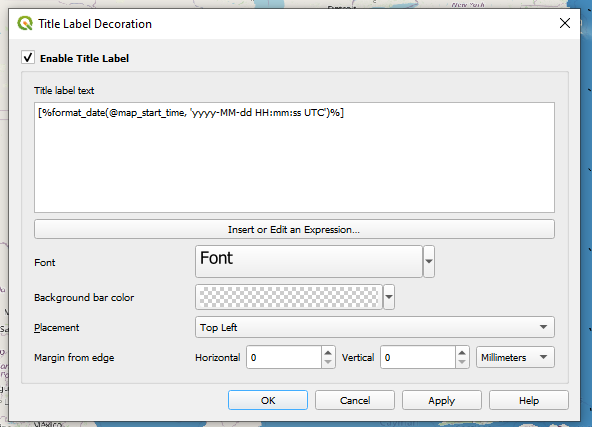 Title Label Decoration
Enable Title Label
Title label text
[%format_date(@map_start_time, 'yyyy-MM-dd HH:mm:ss UTC')%]
Insert or Edit an Expression...
Font Font
Background bar color
Placement Top Left
Margin from edge Horizontal 0 Vertical 0 Millimeters
OK Cancel Apply Help